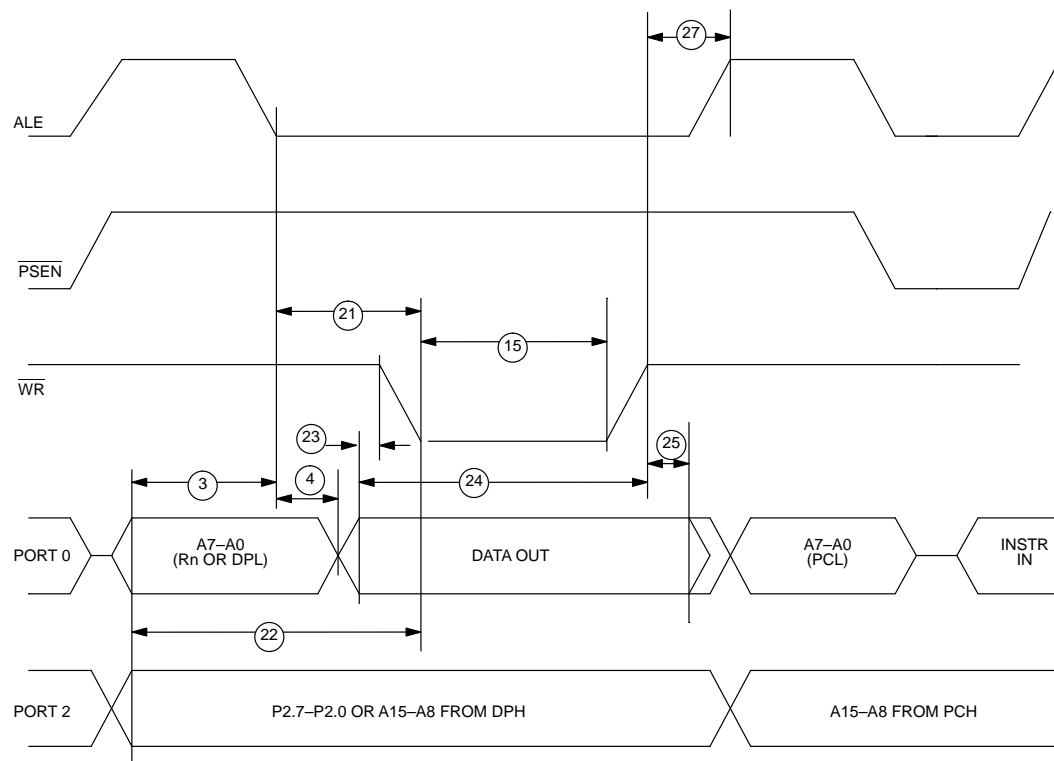 27
ALE
PSEN
21
15
WR
23
25
3
4
24
PORT 0
A7–A0
(Rn OR DPL)
DATA OUT
A7–A0
(PCL)
INSTR
IN
22
PORT 2
P2.7–P2.0 OR A15–A8 FROM DPH
A15–A8 FROM PCH